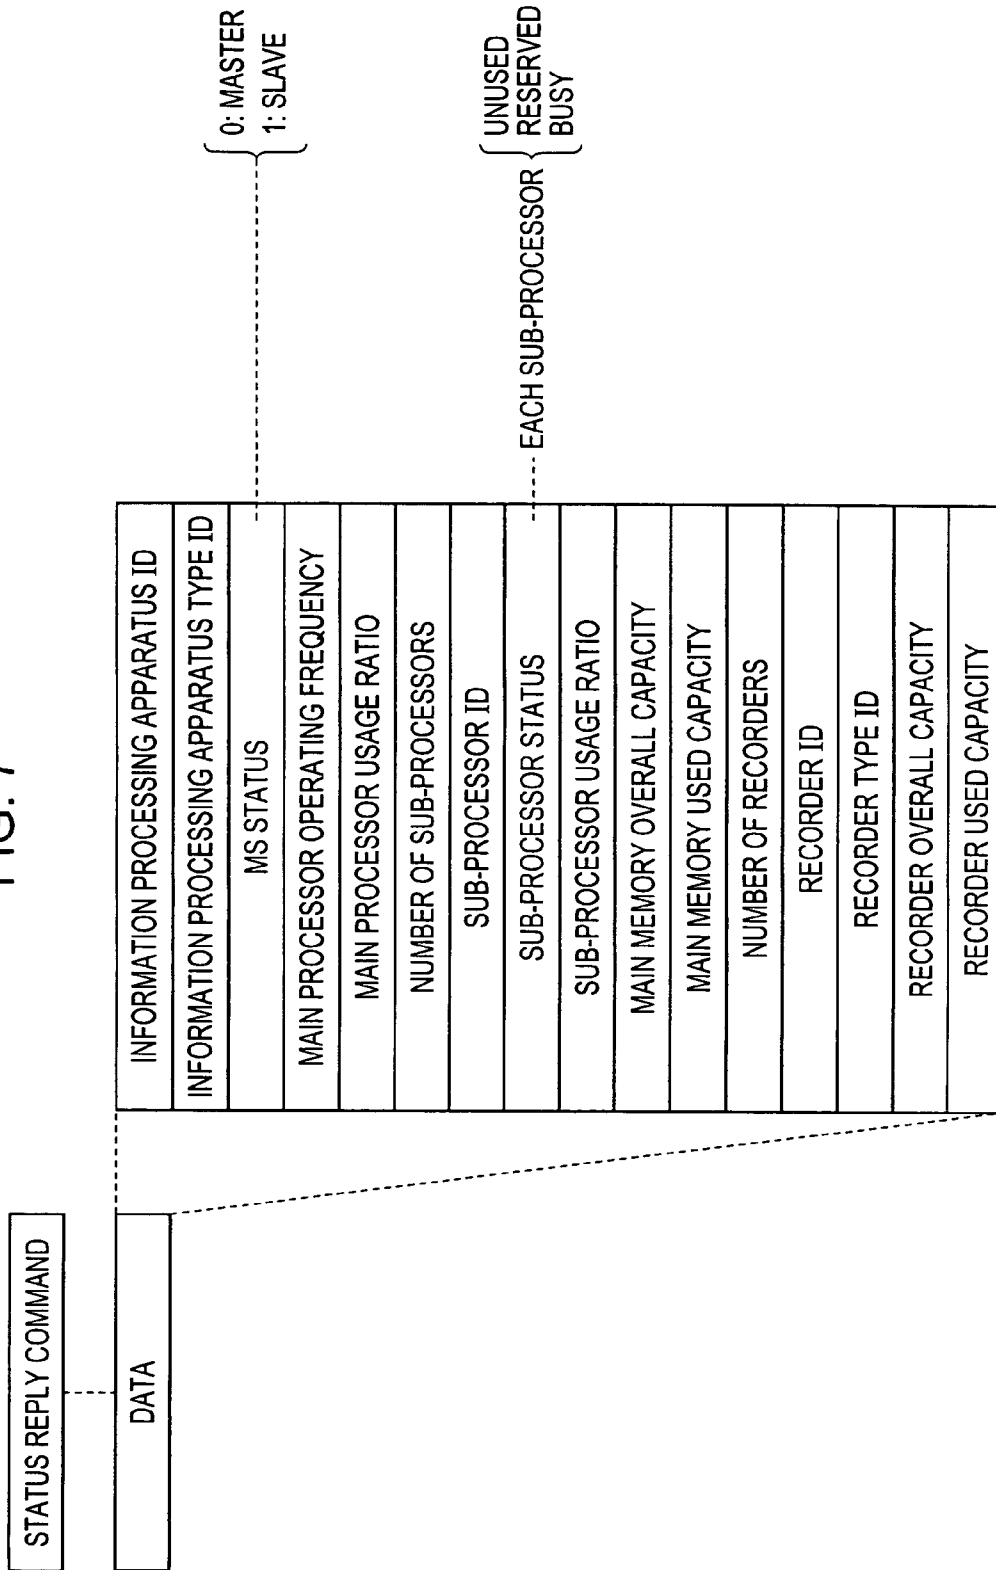 FIG. 7
STATUS REPLY COMMAND
DATA
INFORMATION PROCESSING APPARATUS ID
INFORMATION PROCESSING APPARATUS TYPE ID
MS STATUS
0: MASTER
1: SLAVE
MAIN PROCESSOR OPERATING FREQUENCY
MAIN PROCESSOR USAGE RATIO
NUMBER OF SUB-PROCESSORS
SUB-PROCESSOR ID
SUB-PROCESSOR STATUS
EACH SUB-PROCESSOR
UNUSED
RESERVED
BUSY
SUB-PROCESSOR USAGE RATIO
MAIN MEMORY OVERALL CAPACITY
MAIN MEMORY USED CAPACITY
NUMBER OF RECORDERS
RECORDER ID
RECORDER TYPE ID
RECORDER OVERALL CAPACITY
RECORDER USED CAPACITY